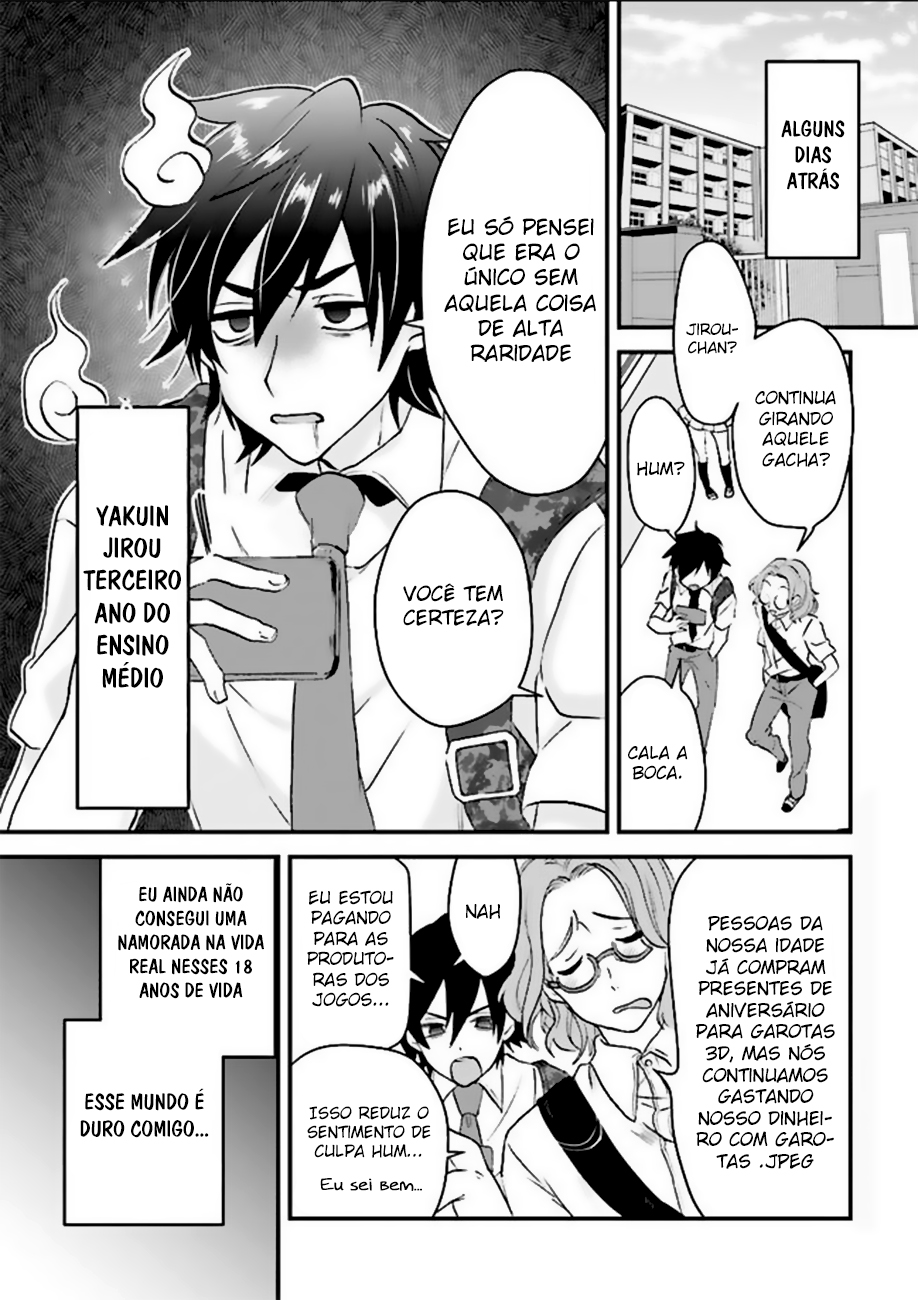 ALGUNS
DIAS
ATRÁS
JIROU-
CHAN?
CONTINUA
GIRANDO
AQUELE
GACHA?
HUM?
CALA A
BOCA.
EU SÓ PENSEI
QUE ERA O
ÚNICO SEM
AQUELA COISA
DE ALTA
RARIDADE
VOCÊ TEM
CERTEZA?
YAKUIN
JIROU
TERCEIRO
ANO DO
ENSINO
MÉDIO
PESSOAS DA
NOSSA IDADE
JÁ COMPRAM
PRESENTES DE
ANIVERSÁRIO
PARA GAROTAS
3D, MAS NÓS
CONTINUAMOS
GASTANDO
NOSSO DINHEI-
RO COM GARO-
TAS .JPEG
NAH
EU ESTOU
PAGANDO
PARA AS
PRODUTO-
RAS DOS
JOGOS...
ISSO REDUZ O
SENTIMENTO DE
CULPA HUM...
Eu sei bem...
EU AINDA NÃO
CONSEGUI UMA
NAMORADA NA VIDA
REAL NESSES 18
ANOS DE VIDA
ESSE MUNDO É
DURO COMIGO...